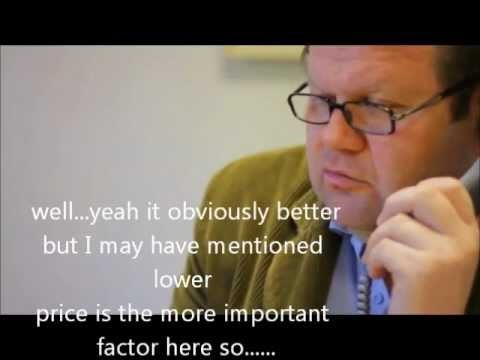 well...yeah it obviously better
but I may have mentioned
lower
price is the more important
factor here so......